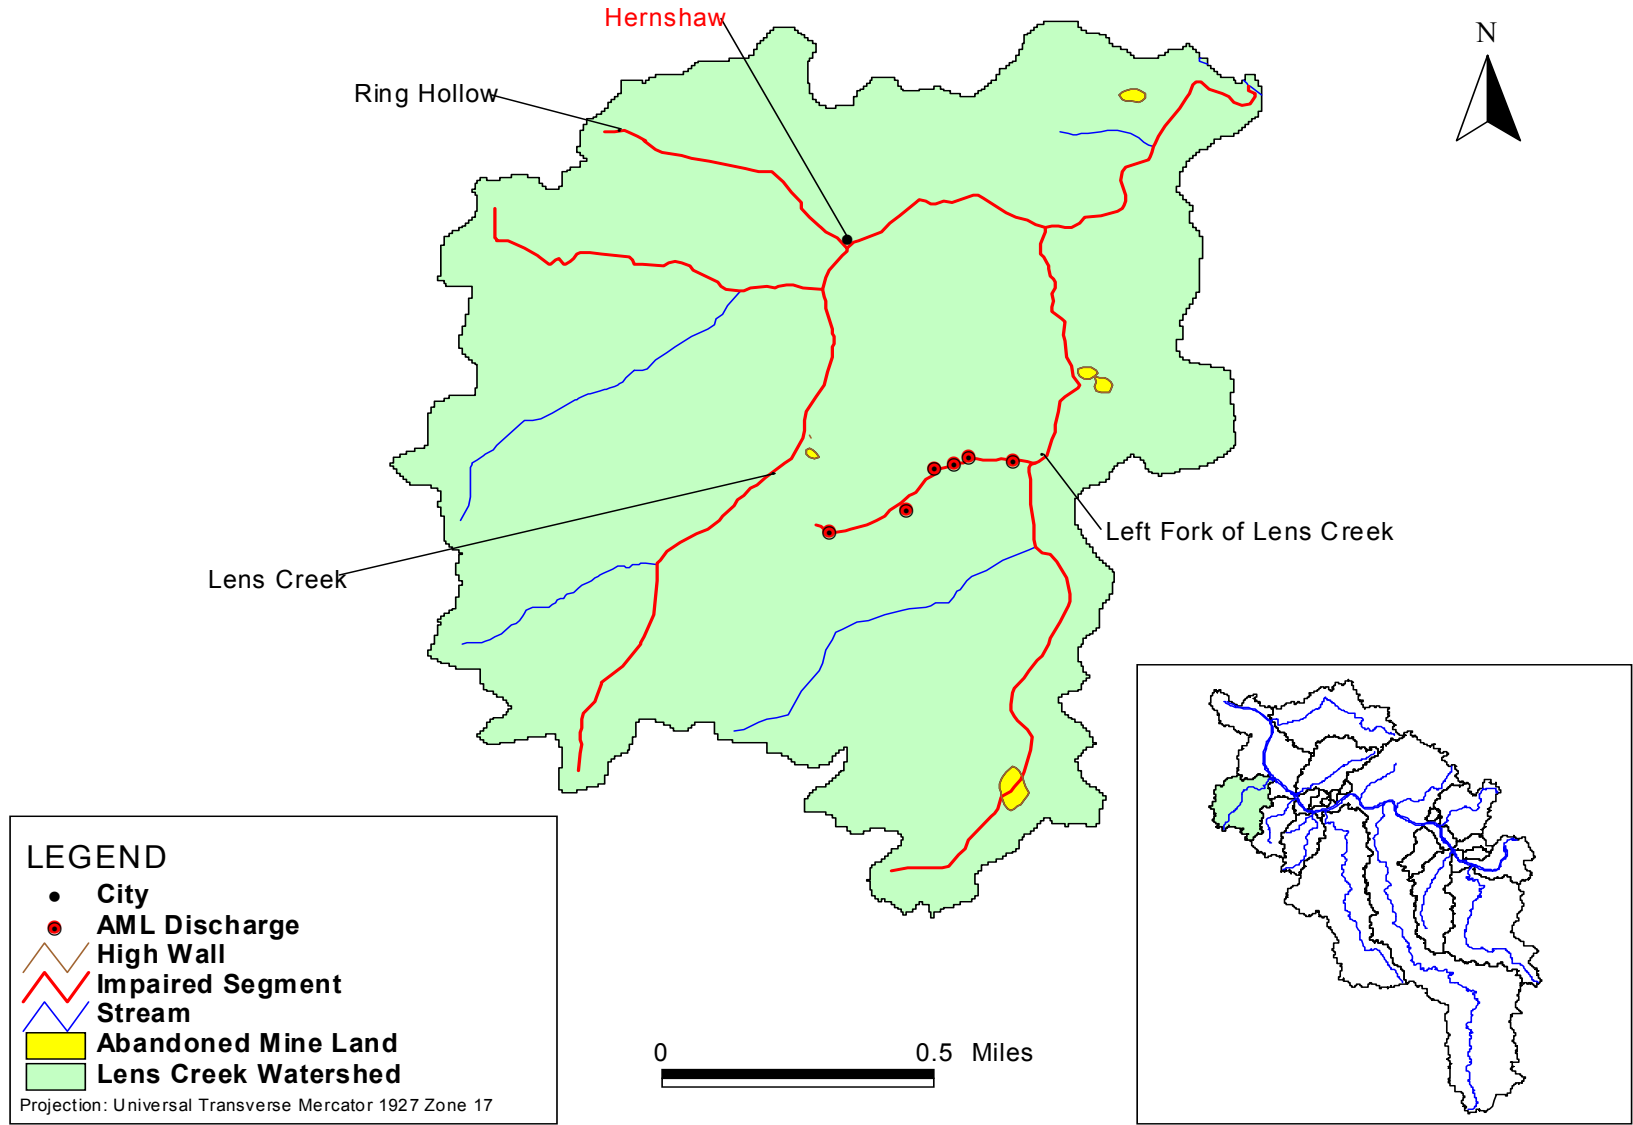 Hernshaw
N
Ring Hollow
Left Fork of Lens Creek
Lens Creek
LEGEND
City
AML Discharge
High Wall
Impaired Segment
Stream
Abandoned Mine Land
Lens Creek Watershed
Projection: Universal Transverse Mercator 1927 Zone 17
0 0.5 Miles